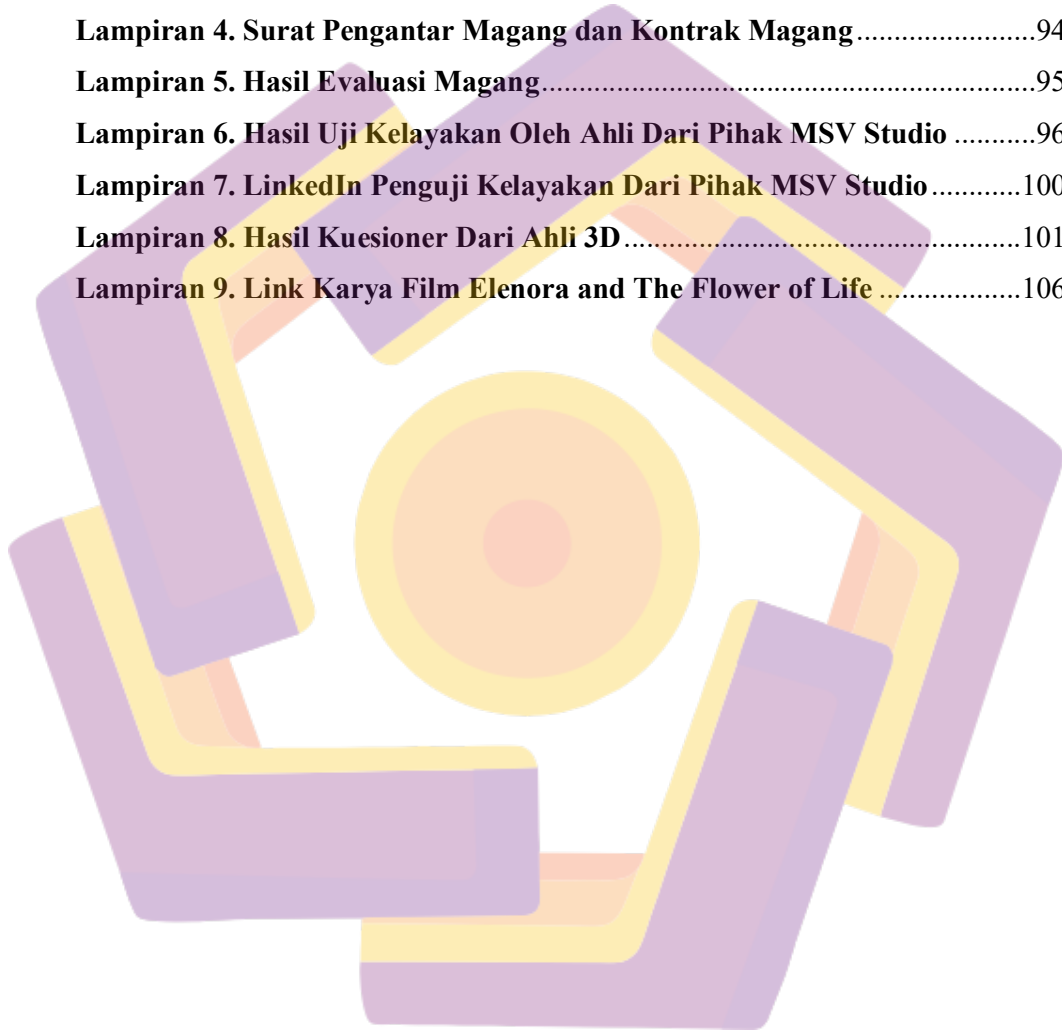 Lampiran 4. Surat Pengantar Magang dan Kontrak Magang.......................94
Lampiran 5. Hasil Evaluasi Magang................................................................95
Lampiran 6. Hasil Uji Kelayakan Oleh Ahli Dari Pihak MSV Studio ..........96
Lampiran 7. LinkedIn Penguji Kelayakan Dari Pihak MSV Studio............100
Lampiran 8. Hasil Kuesioner Dari Ahli 3D....................................................101
Lampiran 9. Link Karya Film Elenora and The Flower of Life ..................106